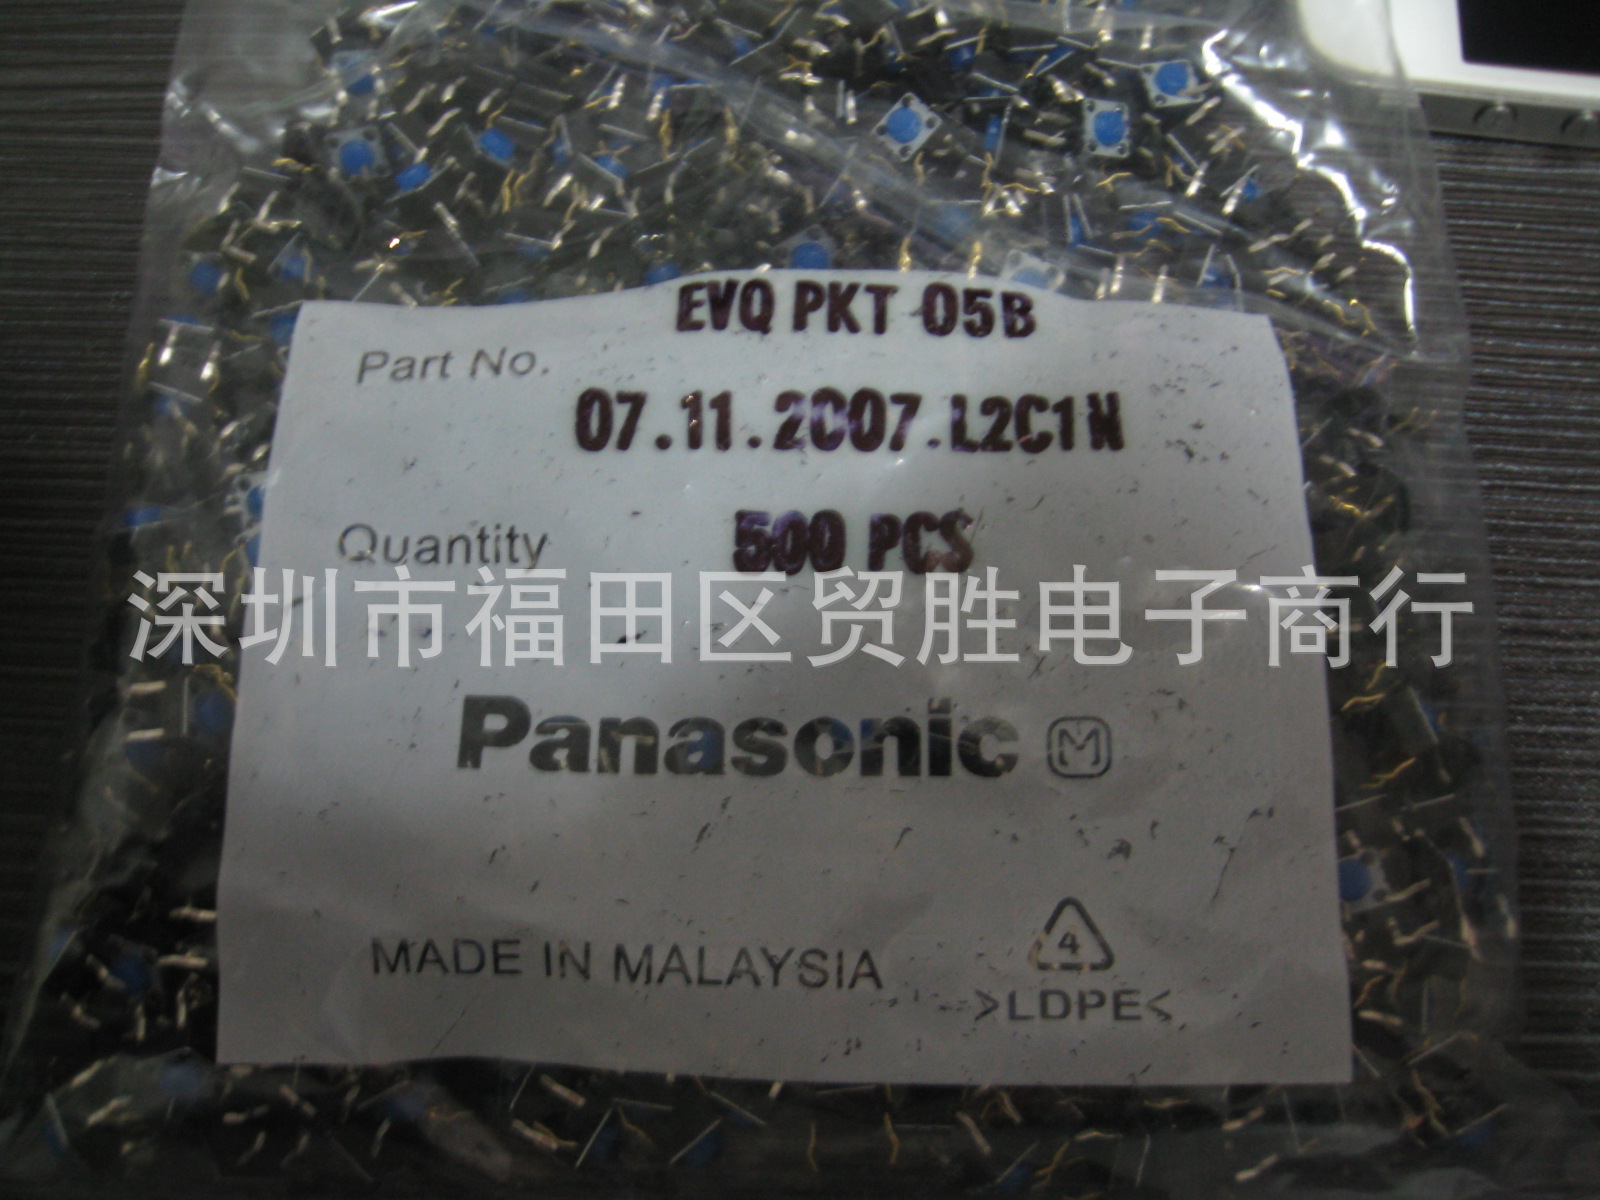 EVQ PKT 05B
Part No.
07.11.2007.L2C1N
Quantity 500 PCS
深圳市福田区贸胜电子商行
Panasonic M
MADE IN MALAYSIA
4
>LDPE<